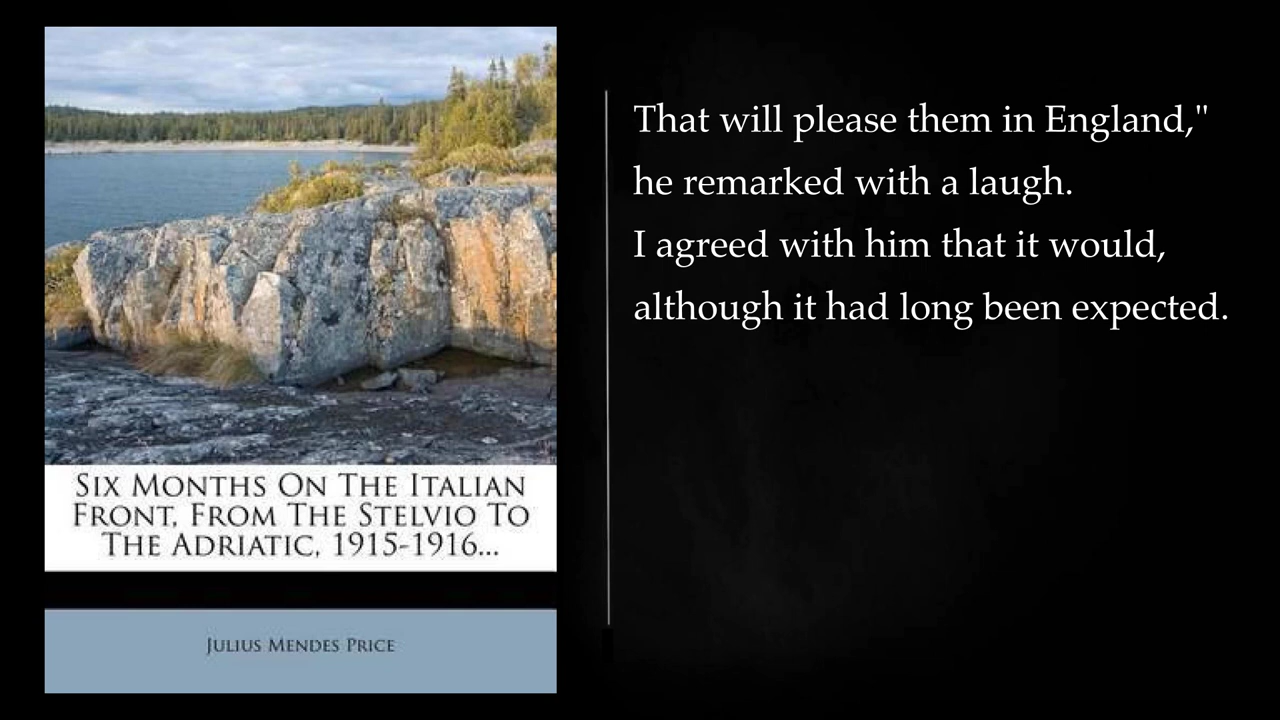 That will please them in England,"
he remarked with a laugh.
I agreed with him that it would,
although it had long been expected.
Six Months On The Italian
Front, From The Stelvio To
The Adriatic, 1915-1916...
Julius Mendes Price